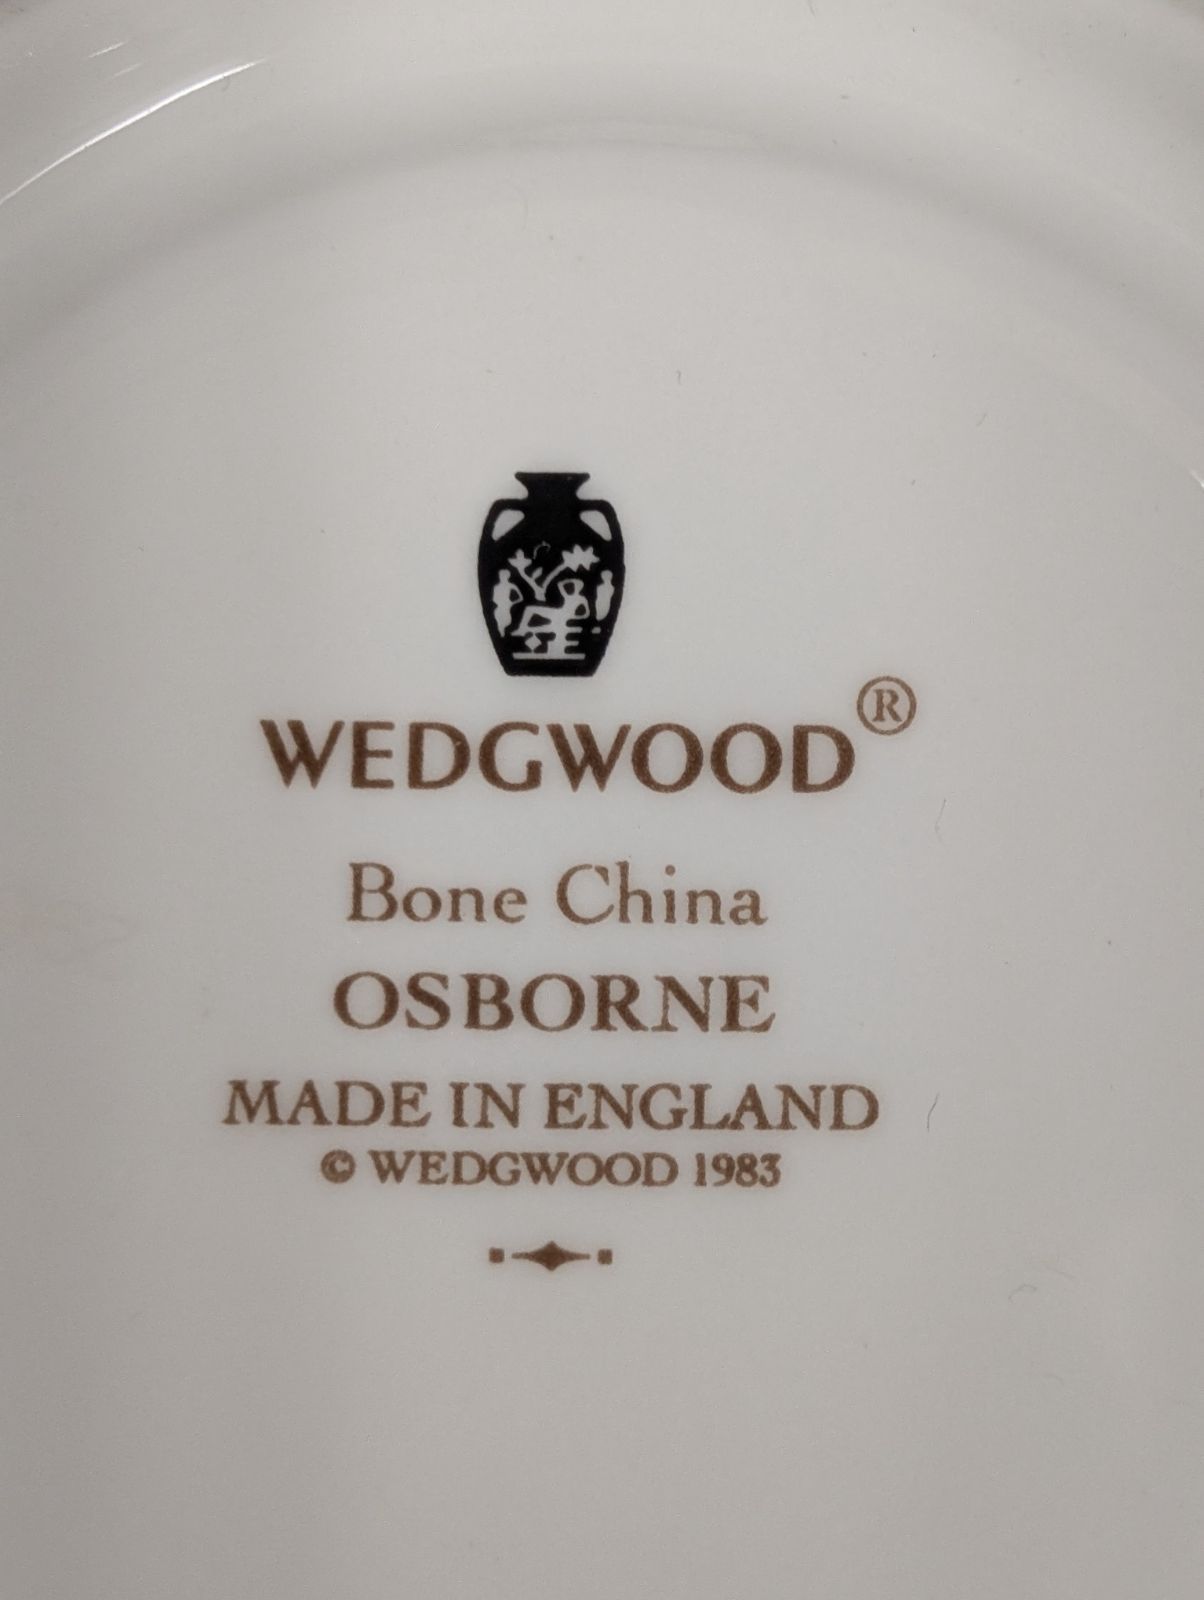 WEDGWOOD®
Bone China
OSBORNE
MADE IN ENGLAND
© WEDGWOOD 1983